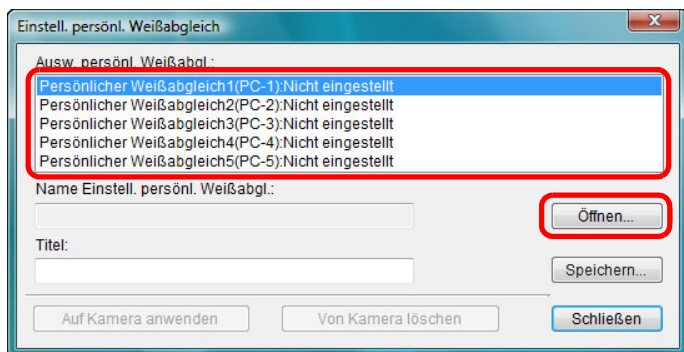 Einstell. persönl. Weißabgleich
Ausw. persönl. Weißabgl.:
Persönlicher Weißabgleich1(PC-1):Nicht eingestellt
Persönlicher Weißabgleich2(PC-2):Nicht eingestellt
Persönlicher Weißabgleich3(PC-3):Nicht eingestellt
Persönlicher Weißabgleich4(PC-4):Nicht eingestellt
Persönlicher Weißabgleich5(PC-5):Nicht eingestellt
Name Einstell. persönl. Weißabgl.:
Öffnen...
Titel:
Speichern...
Auf Kamera anwenden Von Kamera löschen Schließen